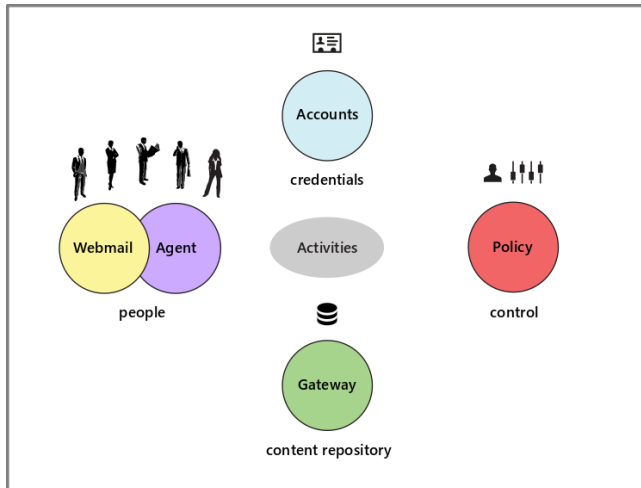 Accounts
credentials
Webmail
Agent
people
Activities
Policy
control
Gateway
content repository